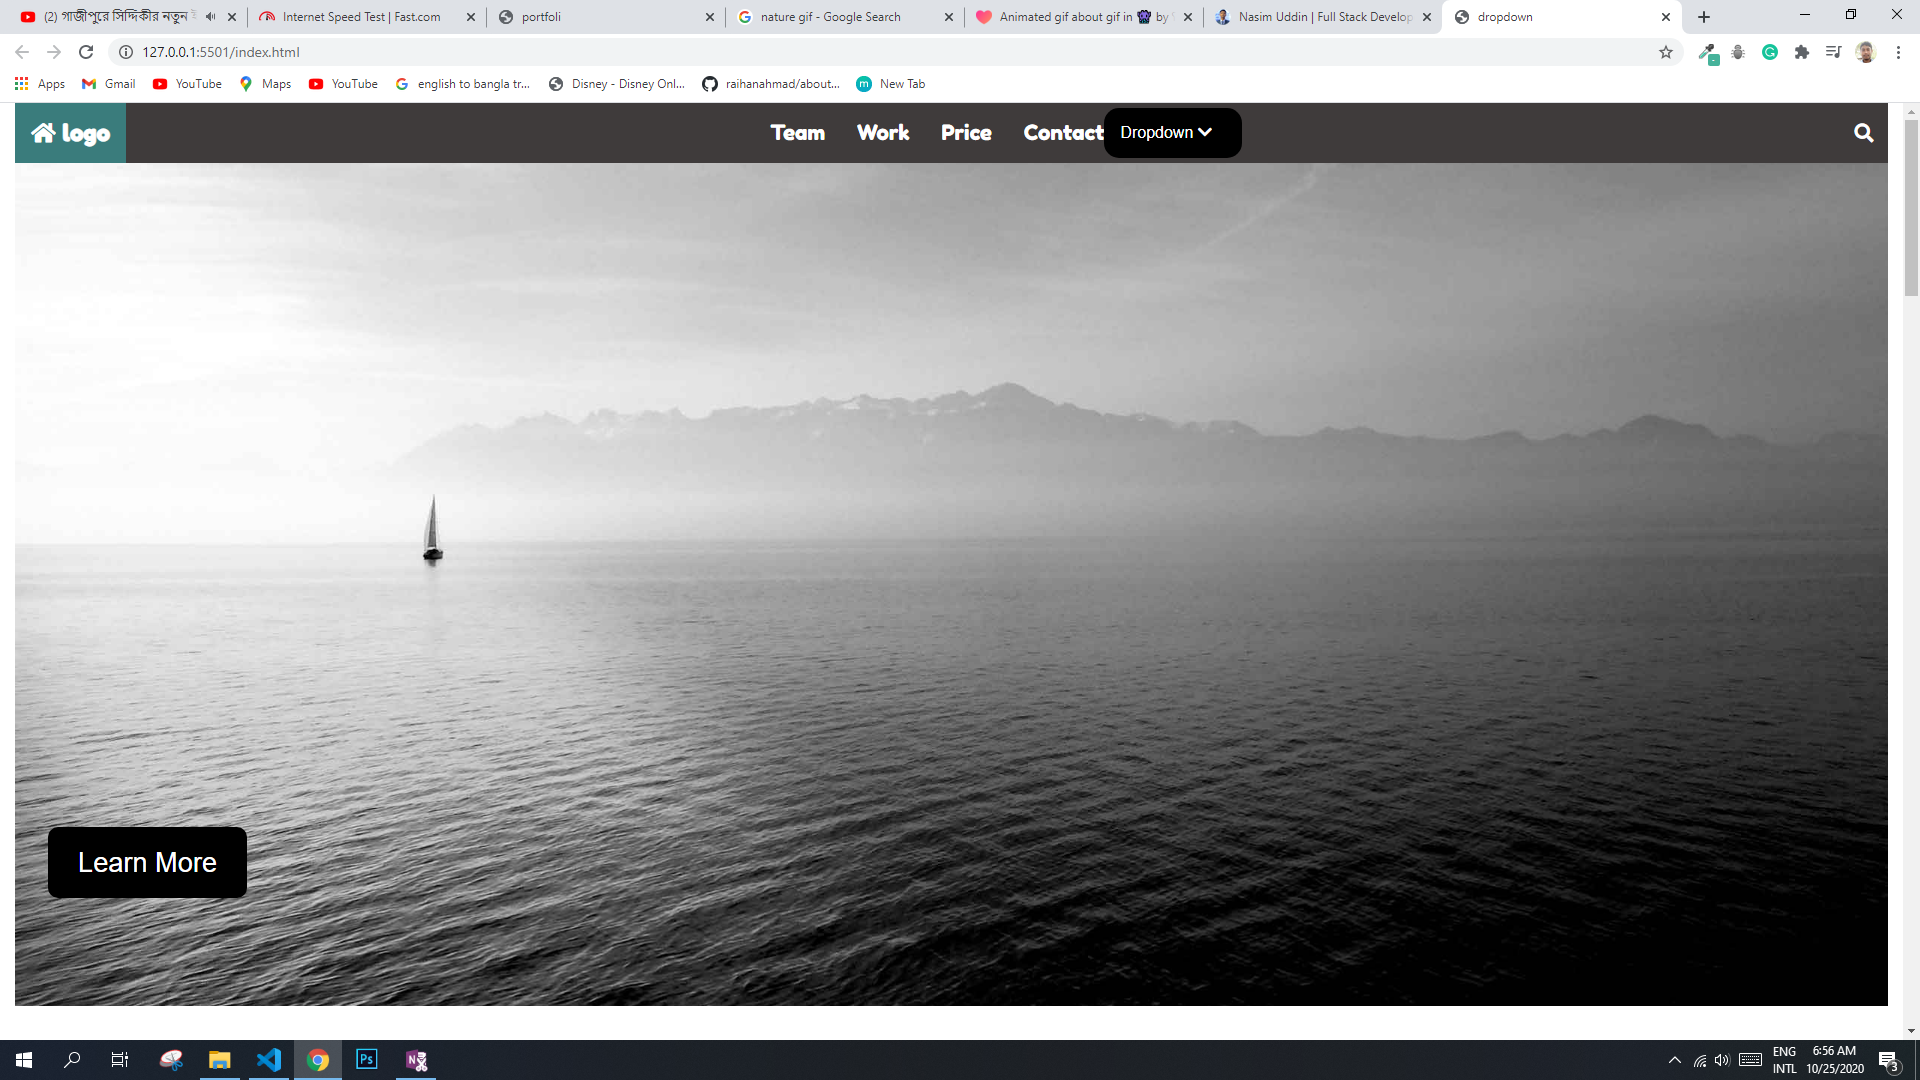 (2) গাজীপুরে সিদ্দিকীর নতুন
Internet Speed Test | Fast.com
portfoli
nature gif - Google Search
Animated gif about gif in by
Nasim Uddin | Full Stack Develop
dropdown
127.0.0.1:5501/index.html
Apps
Gmail
YouTube
Maps
YouTube
english to bangla tr...
Disney - Disney Onl...
raihanahmad/about...
New Tab
logo
Team
Work
Price
Contact
Dropdown
Learn More
ENG
INTL
6:56 AM
10/25/2020
3